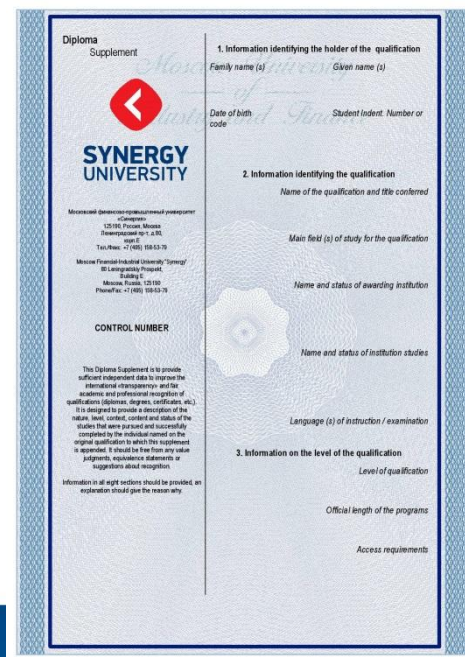 Diploma
Supplement
SYNERGY
UNIVERSITY
Московский финансово-промышленный университет
«Синергия»
125190, Россия, Москва
Ленинградский пр-т, д.80,
корп.Е
Тел./Факс: +7 (495) 150-53-79
Moscow Financial-Industrial University "Synergy"
80 Leningradskiy Prospekt,
Building E,
Moscow, Russia, 125190
Phone/Fax: +7 (495) 150-53-79
CONTROL NUMBER
This Diploma Supplement is to provide
sufficient independent data to improve the
international «transparency» and fair
academic and professional recognition of
qualifications (diplomas, degrees, certificates, etc.).
It is designed to provide a description of the
nature, level, context, content and status of the
studies that were pursued and successfully
completed by the individual named on the
original qualification to which this supplement
is appended. It should be free from any value
judgments, equivalence statements or
suggestions about recognition.
Information in all eight sections should be provided, an
explanation should give the reason why.
Moscow University
of
Industry and Finance
1. Information identifying the holder of the qualification
Family name (s) Given name (s)
Date of birth Student Indent. Number or
code
2. Information identifying the qualification
Name of the qualification and title conferred
Main field (s) of study for the qualification
Name and status of awarding institution
Name and status of institution studies
Language (s) of instruction / examination
3. Information on the level of the qualification
Level of qualification
Official length of the programs
Access requirements